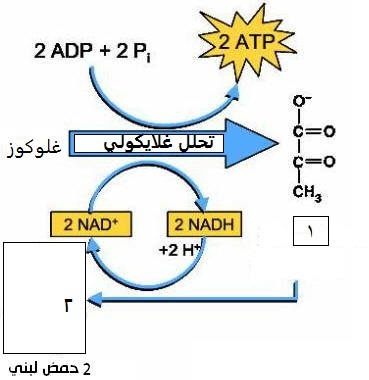 2 ADP + 2 Pi
2 ATP
غلوكوز
تحلل غلايكولي
O⁻
C=O
C=O
CH₃
١
2 NAD⁺
2 NADH
+2 H⁺
٢
2 حمض لبني